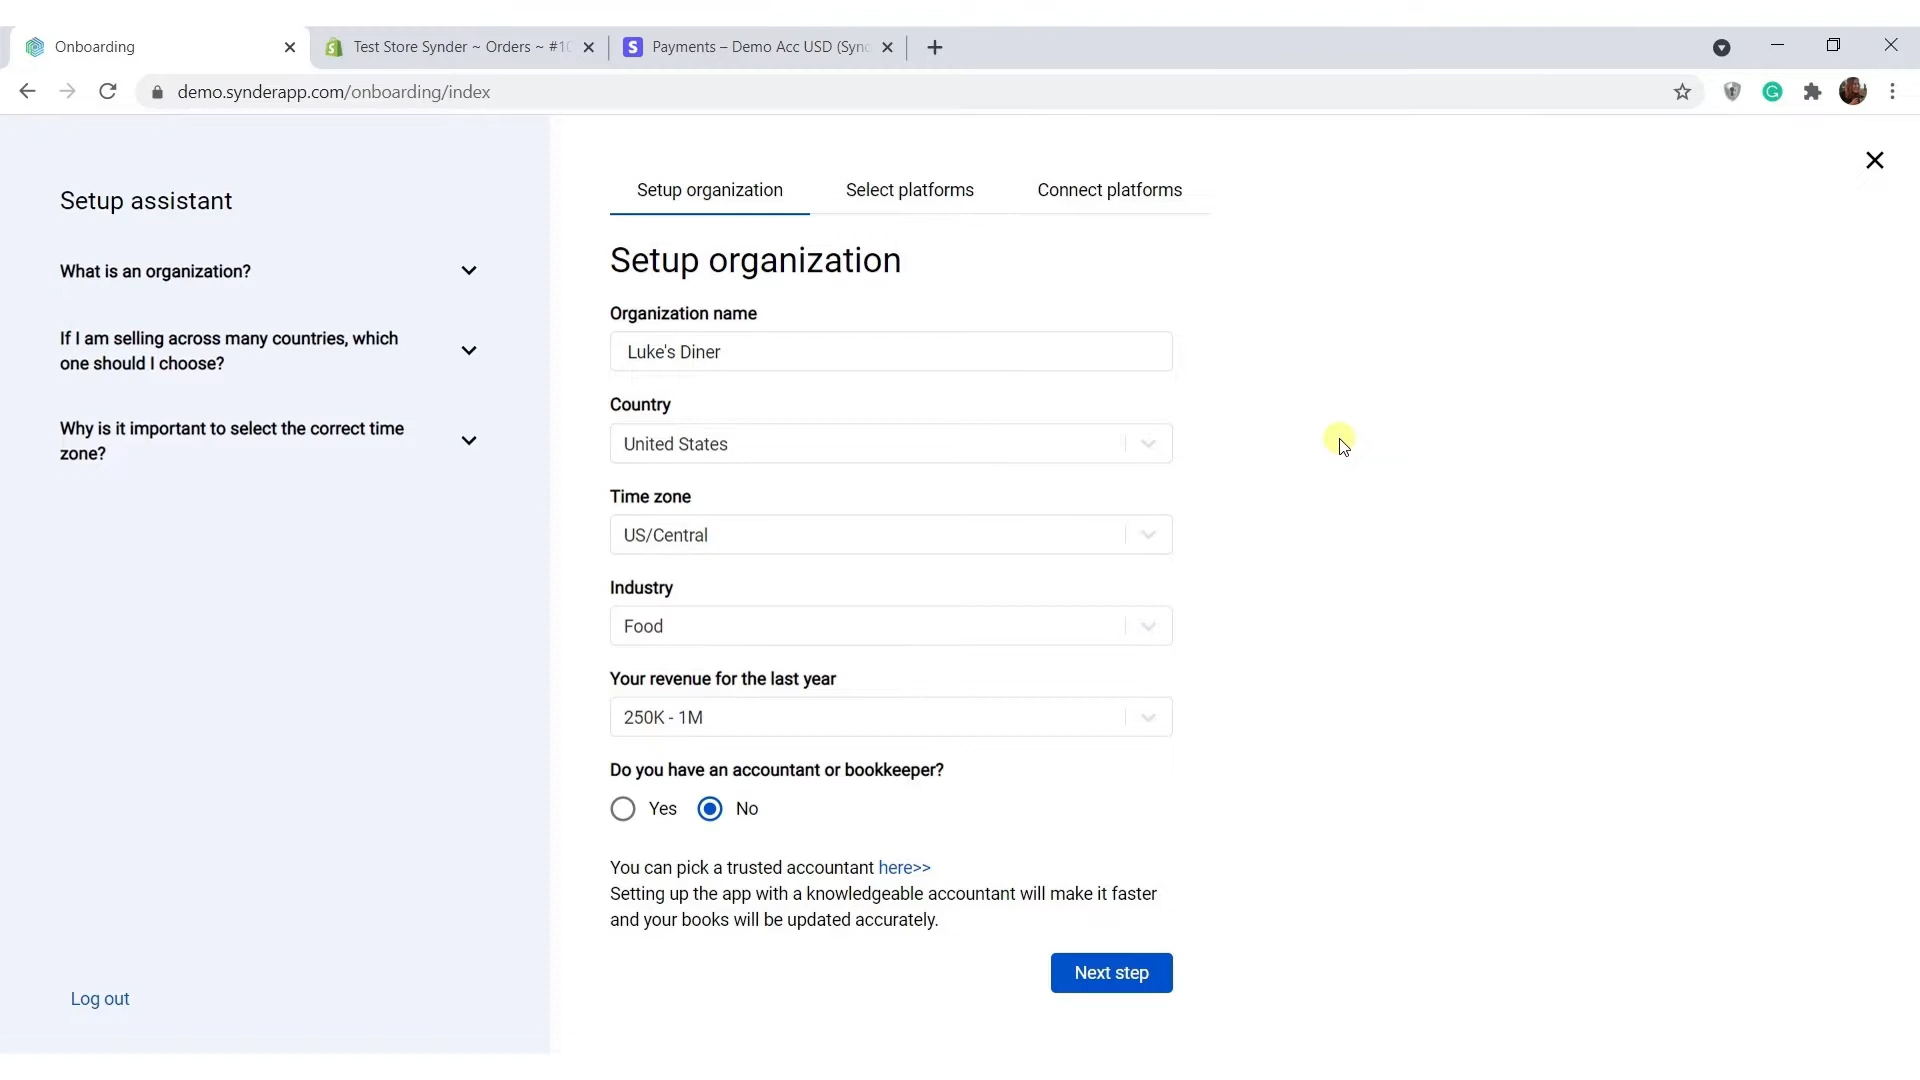 Onboarding
Test Store Synder ~ Orders ~ #10
Payments – Demo Acc USD (Syn
demo.synderapp.com/onboarding/index
Setup assistant
What is an organization?
If I am selling across many countries, which
one should I choose?
Why is it important to select the correct time
zone?
Log out
Setup organization
Select platforms
Connect platforms
Setup organization
Organization name
Luke's Diner
Country
United States
Time zone
US/Central
Industry
Food
Your revenue for the last year
250K - 1M
Do you have an accountant or bookkeeper?
Yes
No
You can pick a trusted accountant here>>
Setting up the app with a knowledgeable accountant will make it faster
and your books will be updated accurately.
Next step